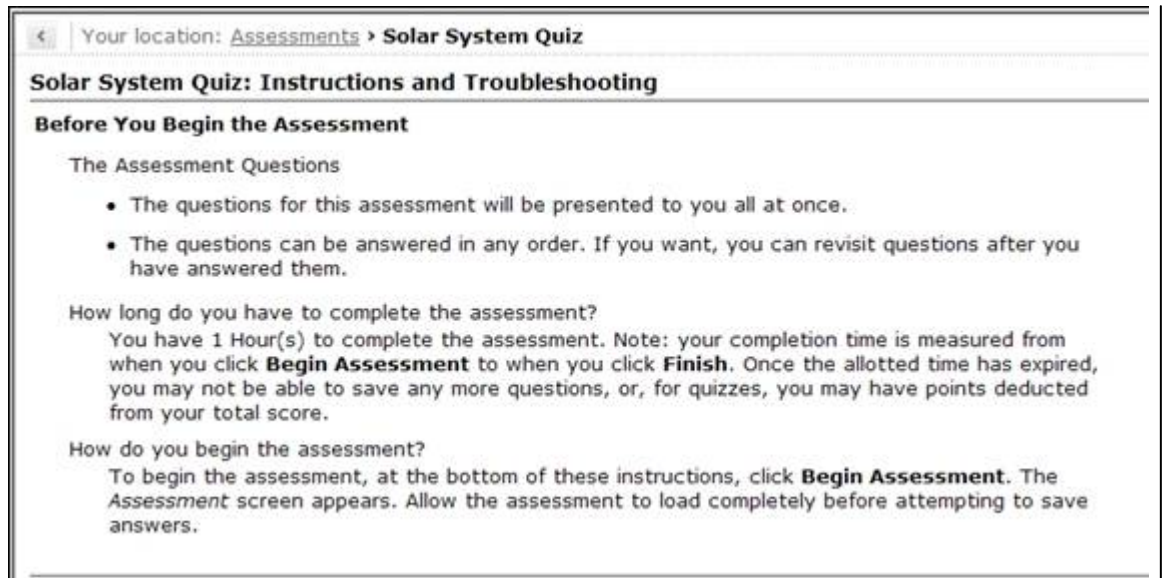 Your location: Assessments › Solar System Quiz
Solar System Quiz: Instructions and Troubleshooting
Before You Begin the Assessment
The Assessment Questions
• The questions for this assessment will be presented to you all at once.
• The questions can be answered in any order. If you want, you can revisit questions after you
have answered them.
How long do you have to complete the assessment?
You have 1 Hour(s) to complete the assessment. Note: your completion time is measured from
when you click Begin Assessment to when you click Finish. Once the allotted time has expired,
you may not be able to save any more questions, or, for quizzes, you may have points deducted
from your total score.
How do you begin the assessment?
To begin the assessment, at the bottom of these instructions, click Begin Assessment. The
Assessment screen appears. Allow the assessment to load completely before attempting to save
answers.